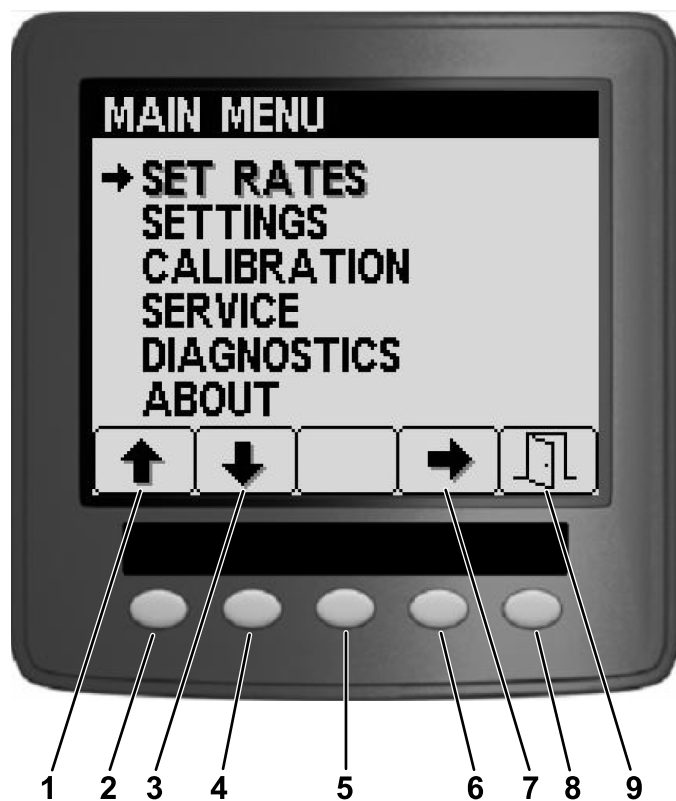 MAIN MENU
SET RATES
SETTINGS
CALIBRATION
SERVICE
DIAGNOSTICS
ABOUT
1 2 3 4 5 6 7 8 9